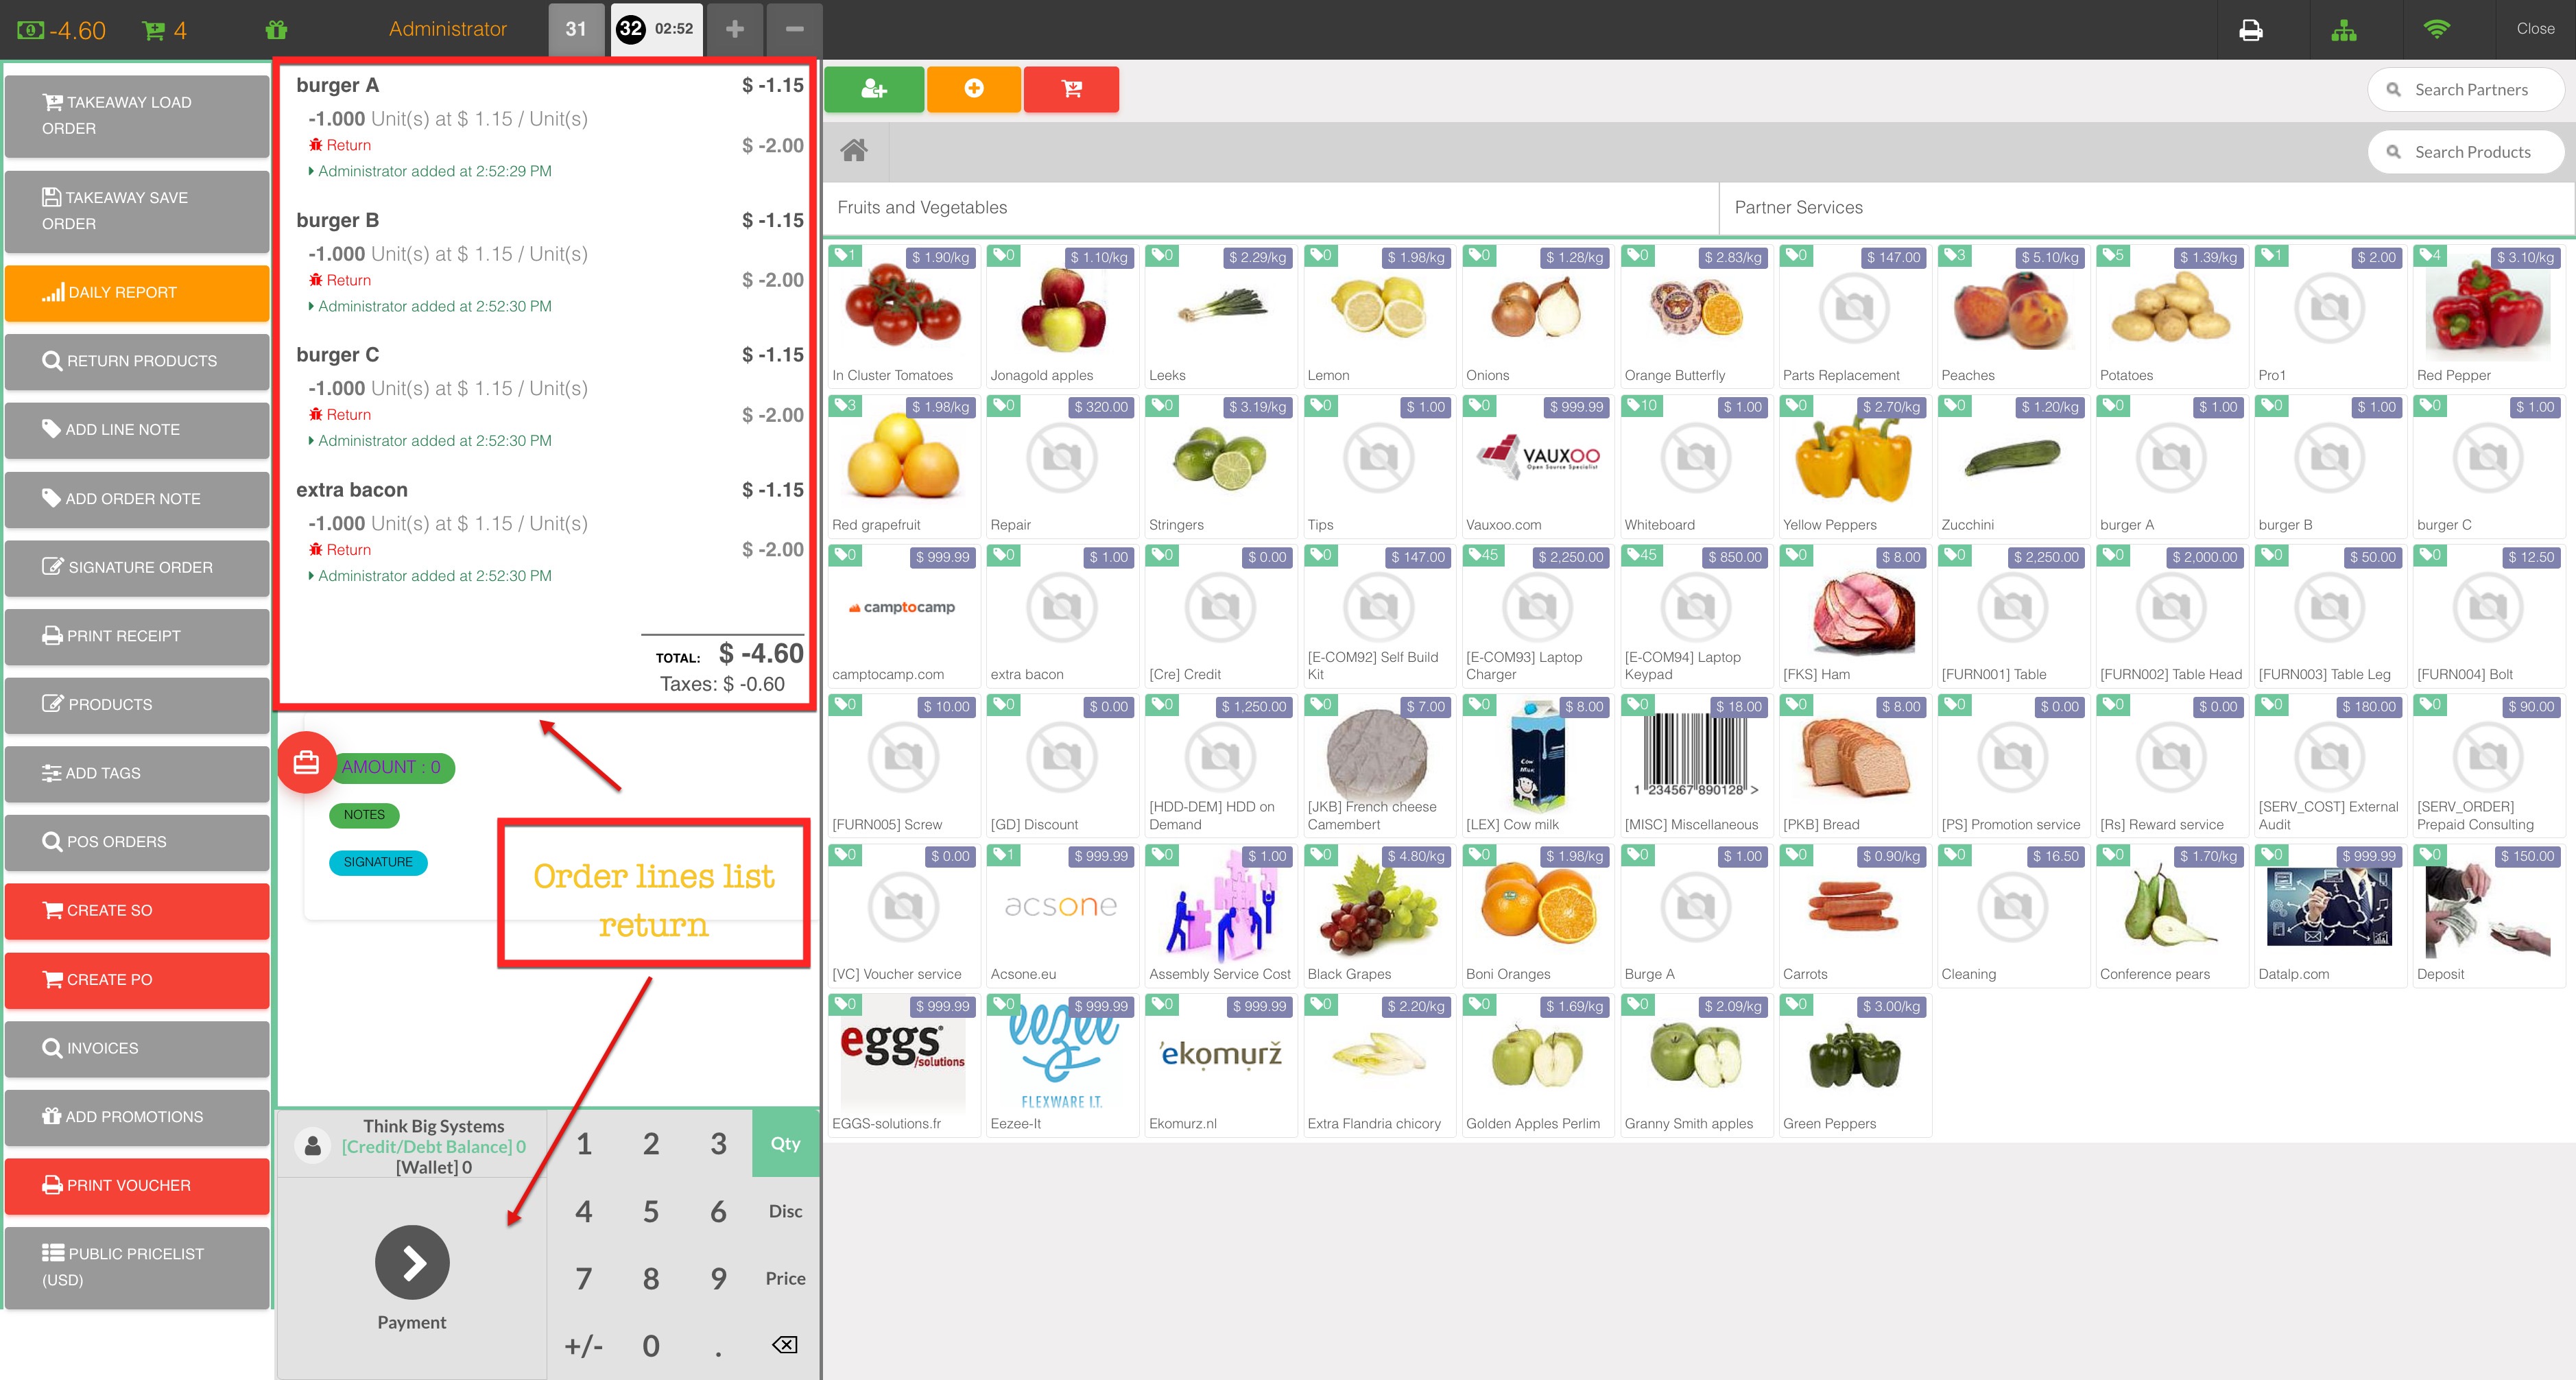 -4.60
4
Administrator
31
32 02:52
+
−
Close
TAKEAWAY LOAD
ORDER
TAKEAWAY SAVE
ORDER
DAILY REPORT
RETURN PRODUCTS
ADD LINE NOTE
ADD ORDER NOTE
SIGNATURE ORDER
PRINT RECEIPT
PRODUCTS
ADD TAGS
POS ORDERS
CREATE SO
CREATE PO
INVOICES
ADD PROMOTIONS
PRINT VOUCHER
PUBLIC PRICELIST
(USD)
burger A $ -1.15
-1.000 Unit(s) at $ 1.15 / Unit(s)
Return $ -2.00
Administrator added at 2:52:29 PM
burger B $ -1.15
-1.000 Unit(s) at $ 1.15 / Unit(s)
Return $ -2.00
Administrator added at 2:52:30 PM
burger C $ -1.15
-1.000 Unit(s) at $ 1.15 / Unit(s)
Return $ -2.00
Administrator added at 2:52:30 PM
extra bacon $ -1.15
-1.000 Unit(s) at $ 1.15 / Unit(s)
Return $ -2.00
Administrator added at 2:52:30 PM
TOTAL: $ -4.60
Taxes: $ -0.60
AMOUNT : 0
NOTES
SIGNATURE
Order lines list
return
Think Big Systems
[Credit/Debt Balance] 0
[Wallet] 0
Payment
1 2 3 Qty
4 5 6 Disc
7 8 9 Price
+/- 0 .
Search Partners
Search Products
Fruits and Vegetables
Partner Services
1 $ 1.90/kg
In Cluster Tomatoes
0 $ 1.10/kg
Jonagold apples
0 $ 2.29/kg
Leeks
0 $ 1.98/kg
Lemon
0 $ 1.28/kg
Onions
0 $ 2.83/kg
Orange Butterfly
0 $ 147.00
Parts Replacement
3 $ 5.10/kg
Peaches
5 $ 1.39/kg
Potatoes
1 $ 2.00
Pro1
4 $ 3.10/kg
Red Pepper
3 $ 1.98/kg
Red grapefruit
0 $ 320.00
Repair
0 $ 3.19/kg
Stringers
0 $ 1.00
Tips
0 $ 999.99
VAUXOO
Open Source Specialist
Vauxoo.com
10 $ 1.00
Whiteboard
0 $ 2.70/kg
Yellow Peppers
0 $ 1.20/kg
Zucchini
0 $ 1.00
burger A
0 $ 1.00
burger B
0 $ 1.00
burger C
0 $ 999.99
camptocamp
camptocamp.com
0 $ 1.00
extra bacon
0 $ 0.00
[Cre] Credit
0 $ 147.00
[E-COM92] Self Build
Kit
45 $ 2,250.00
[E-COM93] Laptop
Charger
45 $ 850.00
[E-COM94] Laptop
Keypad
0 $ 8.00
[FKS] Ham
0 $ 2,250.00
[FURN001] Table
0 $ 2,000.00
[FURN002] Table Head
0 $ 50.00
[FURN003] Table Leg
0 $ 12.50
[FURN004] Bolt
0 $ 10.00
[FURN005] Screw
0 $ 0.00
[GD] Discount
0 $ 1,250.00
[HDD-DEM] HDD on
Demand
0 $ 7.00
[JKB] French cheese
Camembert
0 $ 8.00
Cow
Milk
[LEX] Cow milk
0 $ 18.00
1 234567 890128 >
[MISC] Miscellaneous
0 $ 8.00
[PKB] Bread
0 $ 0.00
[PS] Promotion service
0 $ 0.00
[Rs] Reward service
0 $ 180.00
[SERV_COST] External
Audit
0 $ 90.00
[SERV_ORDER]
Prepaid Consulting
0 $ 0.00
[VC] Voucher service
1 $ 999.99
acsone
Acsone.eu
0 $ 1.00
Assembly Service Cost
0 $ 4.80/kg
Black Grapes
0 $ 1.98/kg
Boni Oranges
0 $ 1.00
Burge A
0 $ 0.90/kg
Carrots
0 $ 16.50
Cleaning
0 $ 1.70/kg
Conference pears
0 $ 999.99
Datalp.com
0 $ 150.00
Deposit
0 $ 999.99
eggs
/solutions
EGGS-solutions.fr
0 $ 999.99
eezee
FLEXWARE I.T.
Eezee-It
0 $ 999.99
'ekomurž
Ekomurz.nl
0 $ 2.20/kg
Extra Flandria chicory
0 $ 1.69/kg
Golden Apples Perlim
0 $ 2.09/kg
Granny Smith apples
0 $ 3.00/kg
Green Peppers